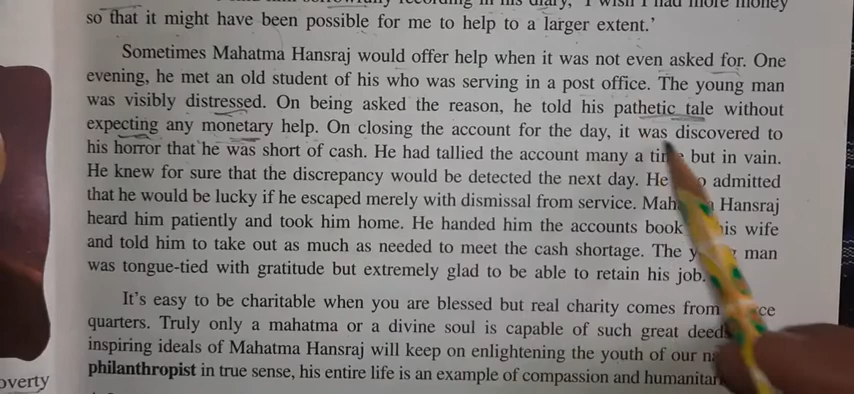 diary, 'I wish I had more money
so that it might have been possible for me to help to a larger extent.'
Sometimes Mahatma Hansraj would offer help when it was not even asked for. One
evening, he met an old student of his who was serving in a post office. The young man
was visibly distressed. On being asked the reason, he told his pathetic tale without
expecting any monetary help. On closing the account for the day, it was discovered to
his horror that he was short of cash. He had tallied the account many a but in vain.
He knew for sure that the discrepancy would be detected the next day. He admitted
that he would be lucky if he escaped merely with dismissal from service. Hansraj
heard him patiently and took him home. He handed him the accounts book wife
and told him to take out as much as needed to meet the cash shortage. The man
was tongue-tied with gratitude but extremely glad to be able to retain his job.
It's easy to be charitable when you are blessed but real charity comes from
quarters. Truly only a mahatma or a divine soul is capable of such great
inspiring ideals of Mahatma Hansraj will keep on enlightening the youth of our
philanthropist in true sense, his entire life is an example of compassion and